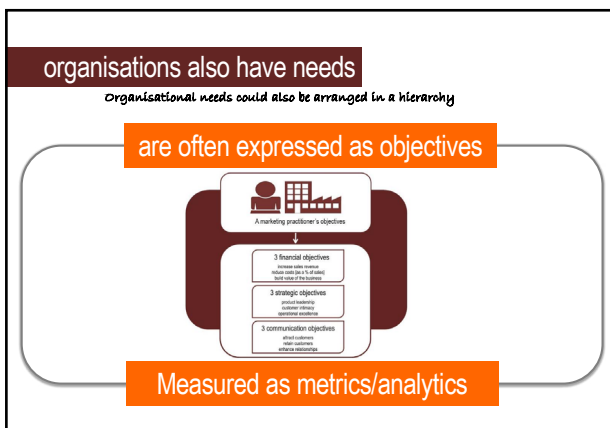 organisations also have needs
Organisational needs could also be arranged in a hierarchy
are often expressed as objectives
A marketing practitioner's objectives
3 financial objectives
increase sales revenue
reduce costs [as a % of sales]
build value of the business
3 strategic objectives
product leadership
customer intimacy
operational excellence
3 communication objectives
attract customers
retain customers
enhance relationships
Measured as metrics/analytics